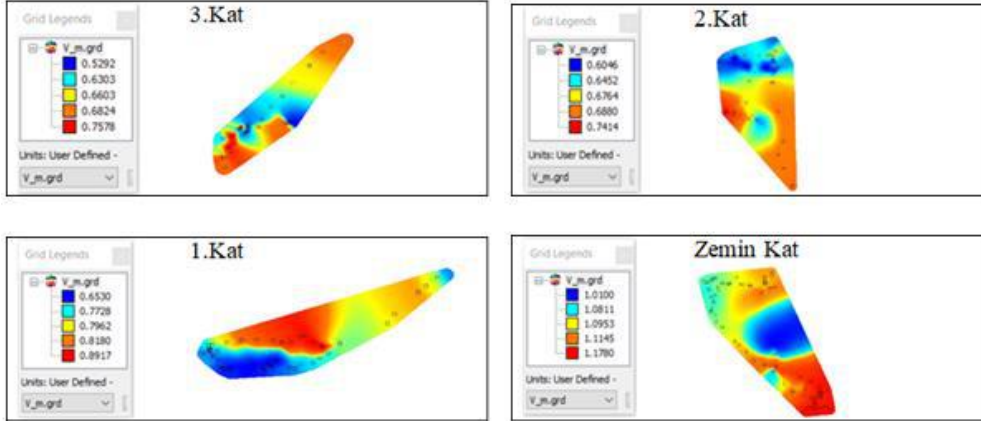 3.Kat
Grid Legends
V_m.grd
0.5292
0.6303
0.6603
0.6824
0.7578
Units: User Defined -
V_m.grd
2.Kat
Grid Legends
V_m.grd
0.6046
0.6452
0.6764
0.6880
0.7414
Units: User Defined -
V_m.grd
1.Kat
Grid Legends
V_m.grd
0.6530
0.7728
0.7962
0.8180
0.8917
Units: User Defined -
V_m.grd
Zemin Kat
Grid Legends
V_m.grd
1.0100
1.0811
1.0953
1.1145
1.1780
Units: User Defined -
V_m.grd